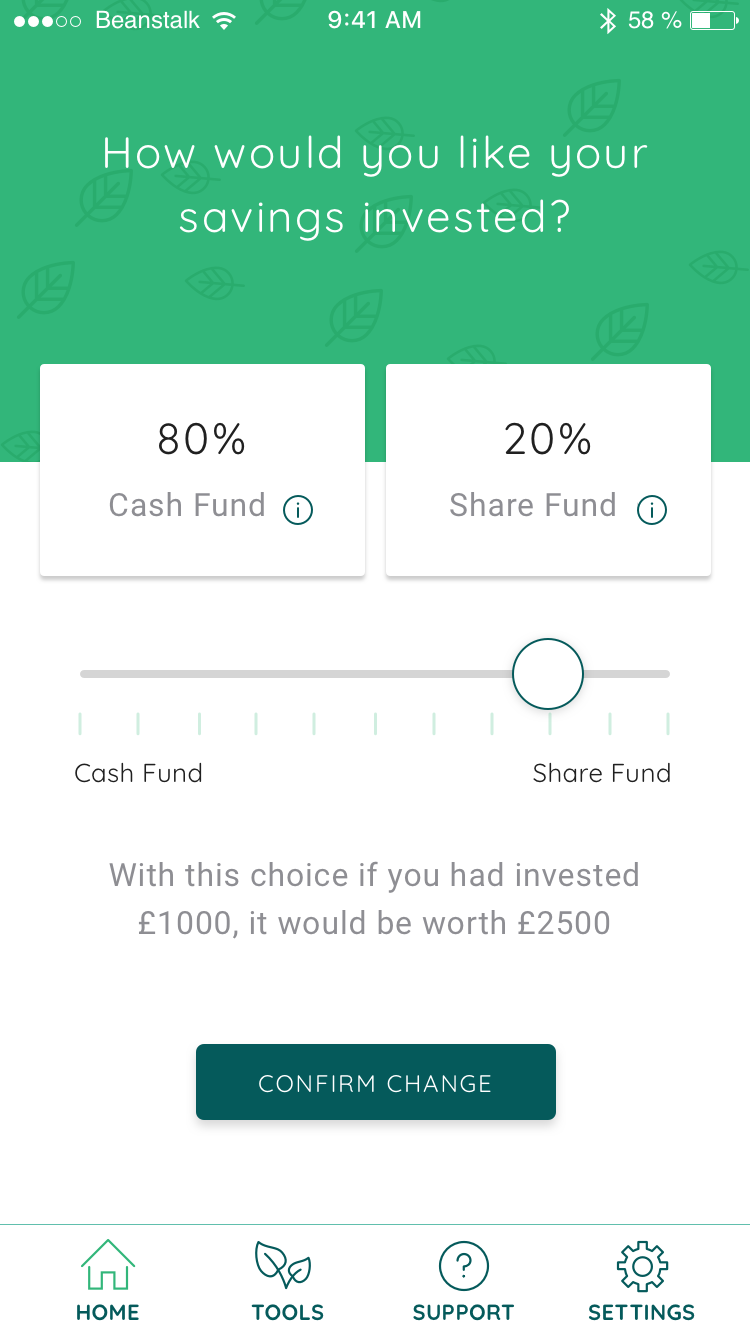 Beanstalk 9:41 AM 58 %
How would you like your
savings invested?
80% 20%
Cash Fund i Share Fund i
Cash Fund Share Fund
With this choice if you had invested
£1000, it would be worth £2500
CONFIRM CHANGE
?
HOME TOOLS SUPPORT SETTINGS